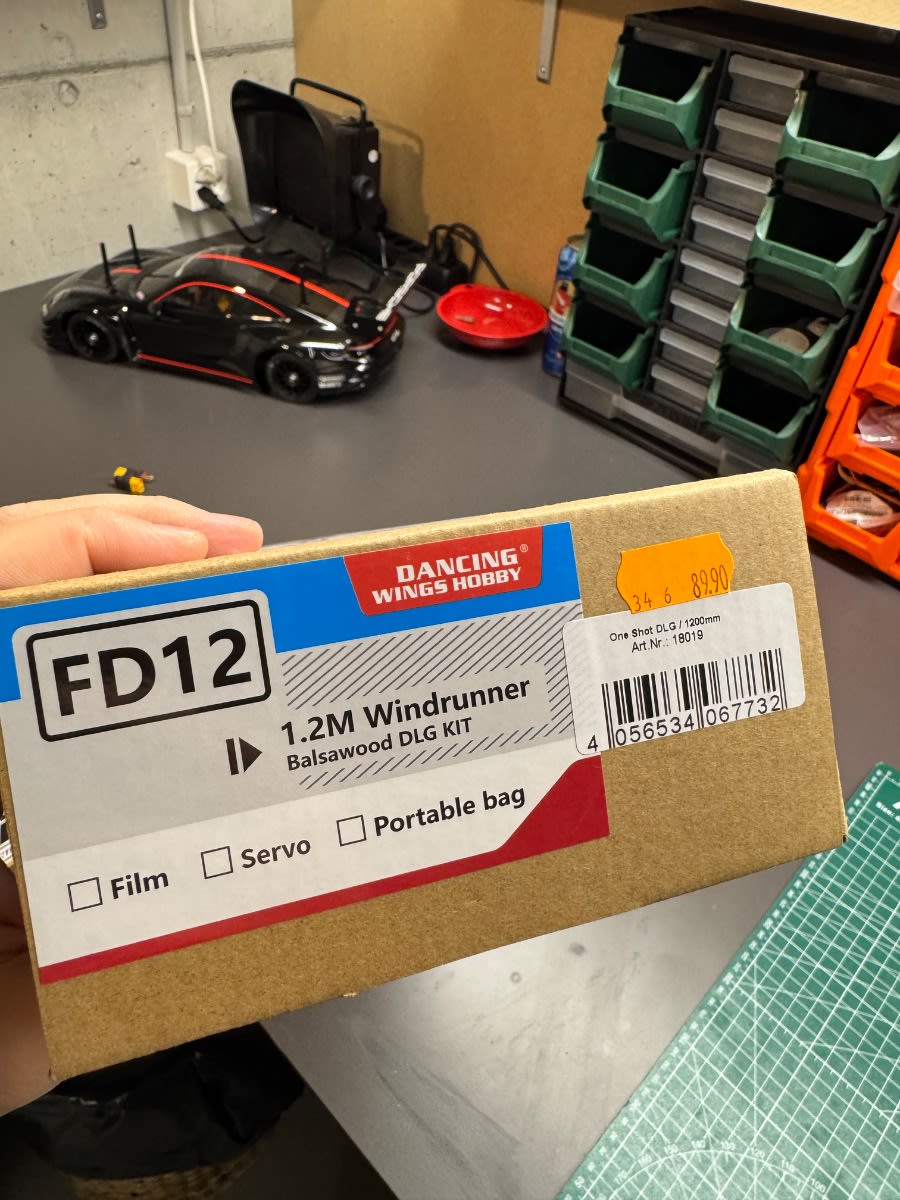 DANCING®
WINGS HOBBY
FD12
1.2M Windrunner
Balsawood DLG KIT
Film
Servo
Portable bag
34 6 89.90
One Shot DLG / 1200mm
Art.Nr.: 18019
4 056534 067732